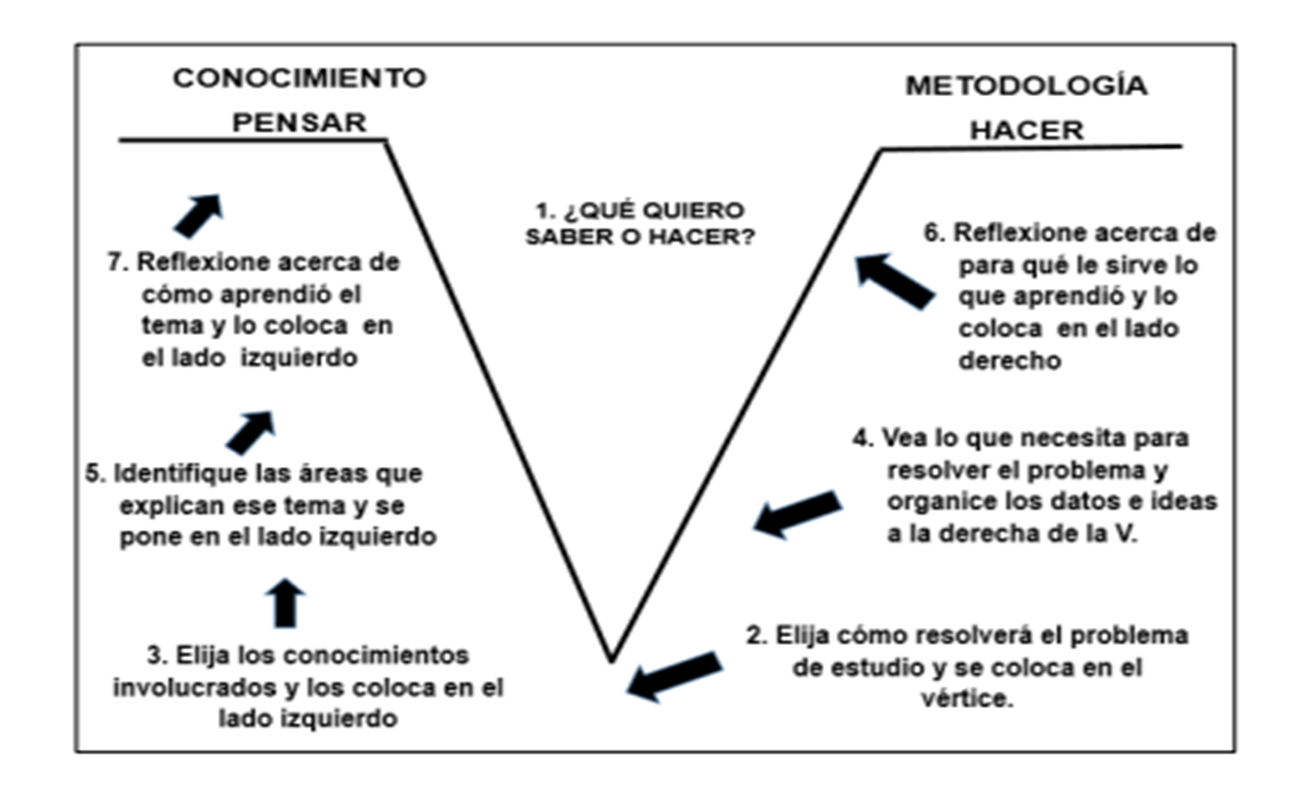 CONOCIMIENTO
PENSAR
METODOLOGÍA
HACER
1. ¿QUÉ QUIERO
SABER O HACER?
7. Reflexione acerca de
cómo aprendió el
tema y lo coloca en
el lado izquierdo
6. Reflexione acerca de
para qué le sirve lo
que aprendió y lo
coloca en el lado
derecho
5. Identifique las áreas que
explican ese tema y se
pone en el lado izquierdo
4. Vea lo que necesita para
resolver el problema y
organice los datos e ideas
a la derecha de la V.
3. Elija los conocimientos
involucrados y los coloca en el
lado izquierdo
2. Elija cómo resolverá el problema
de estudio y se coloca en el
vértice.